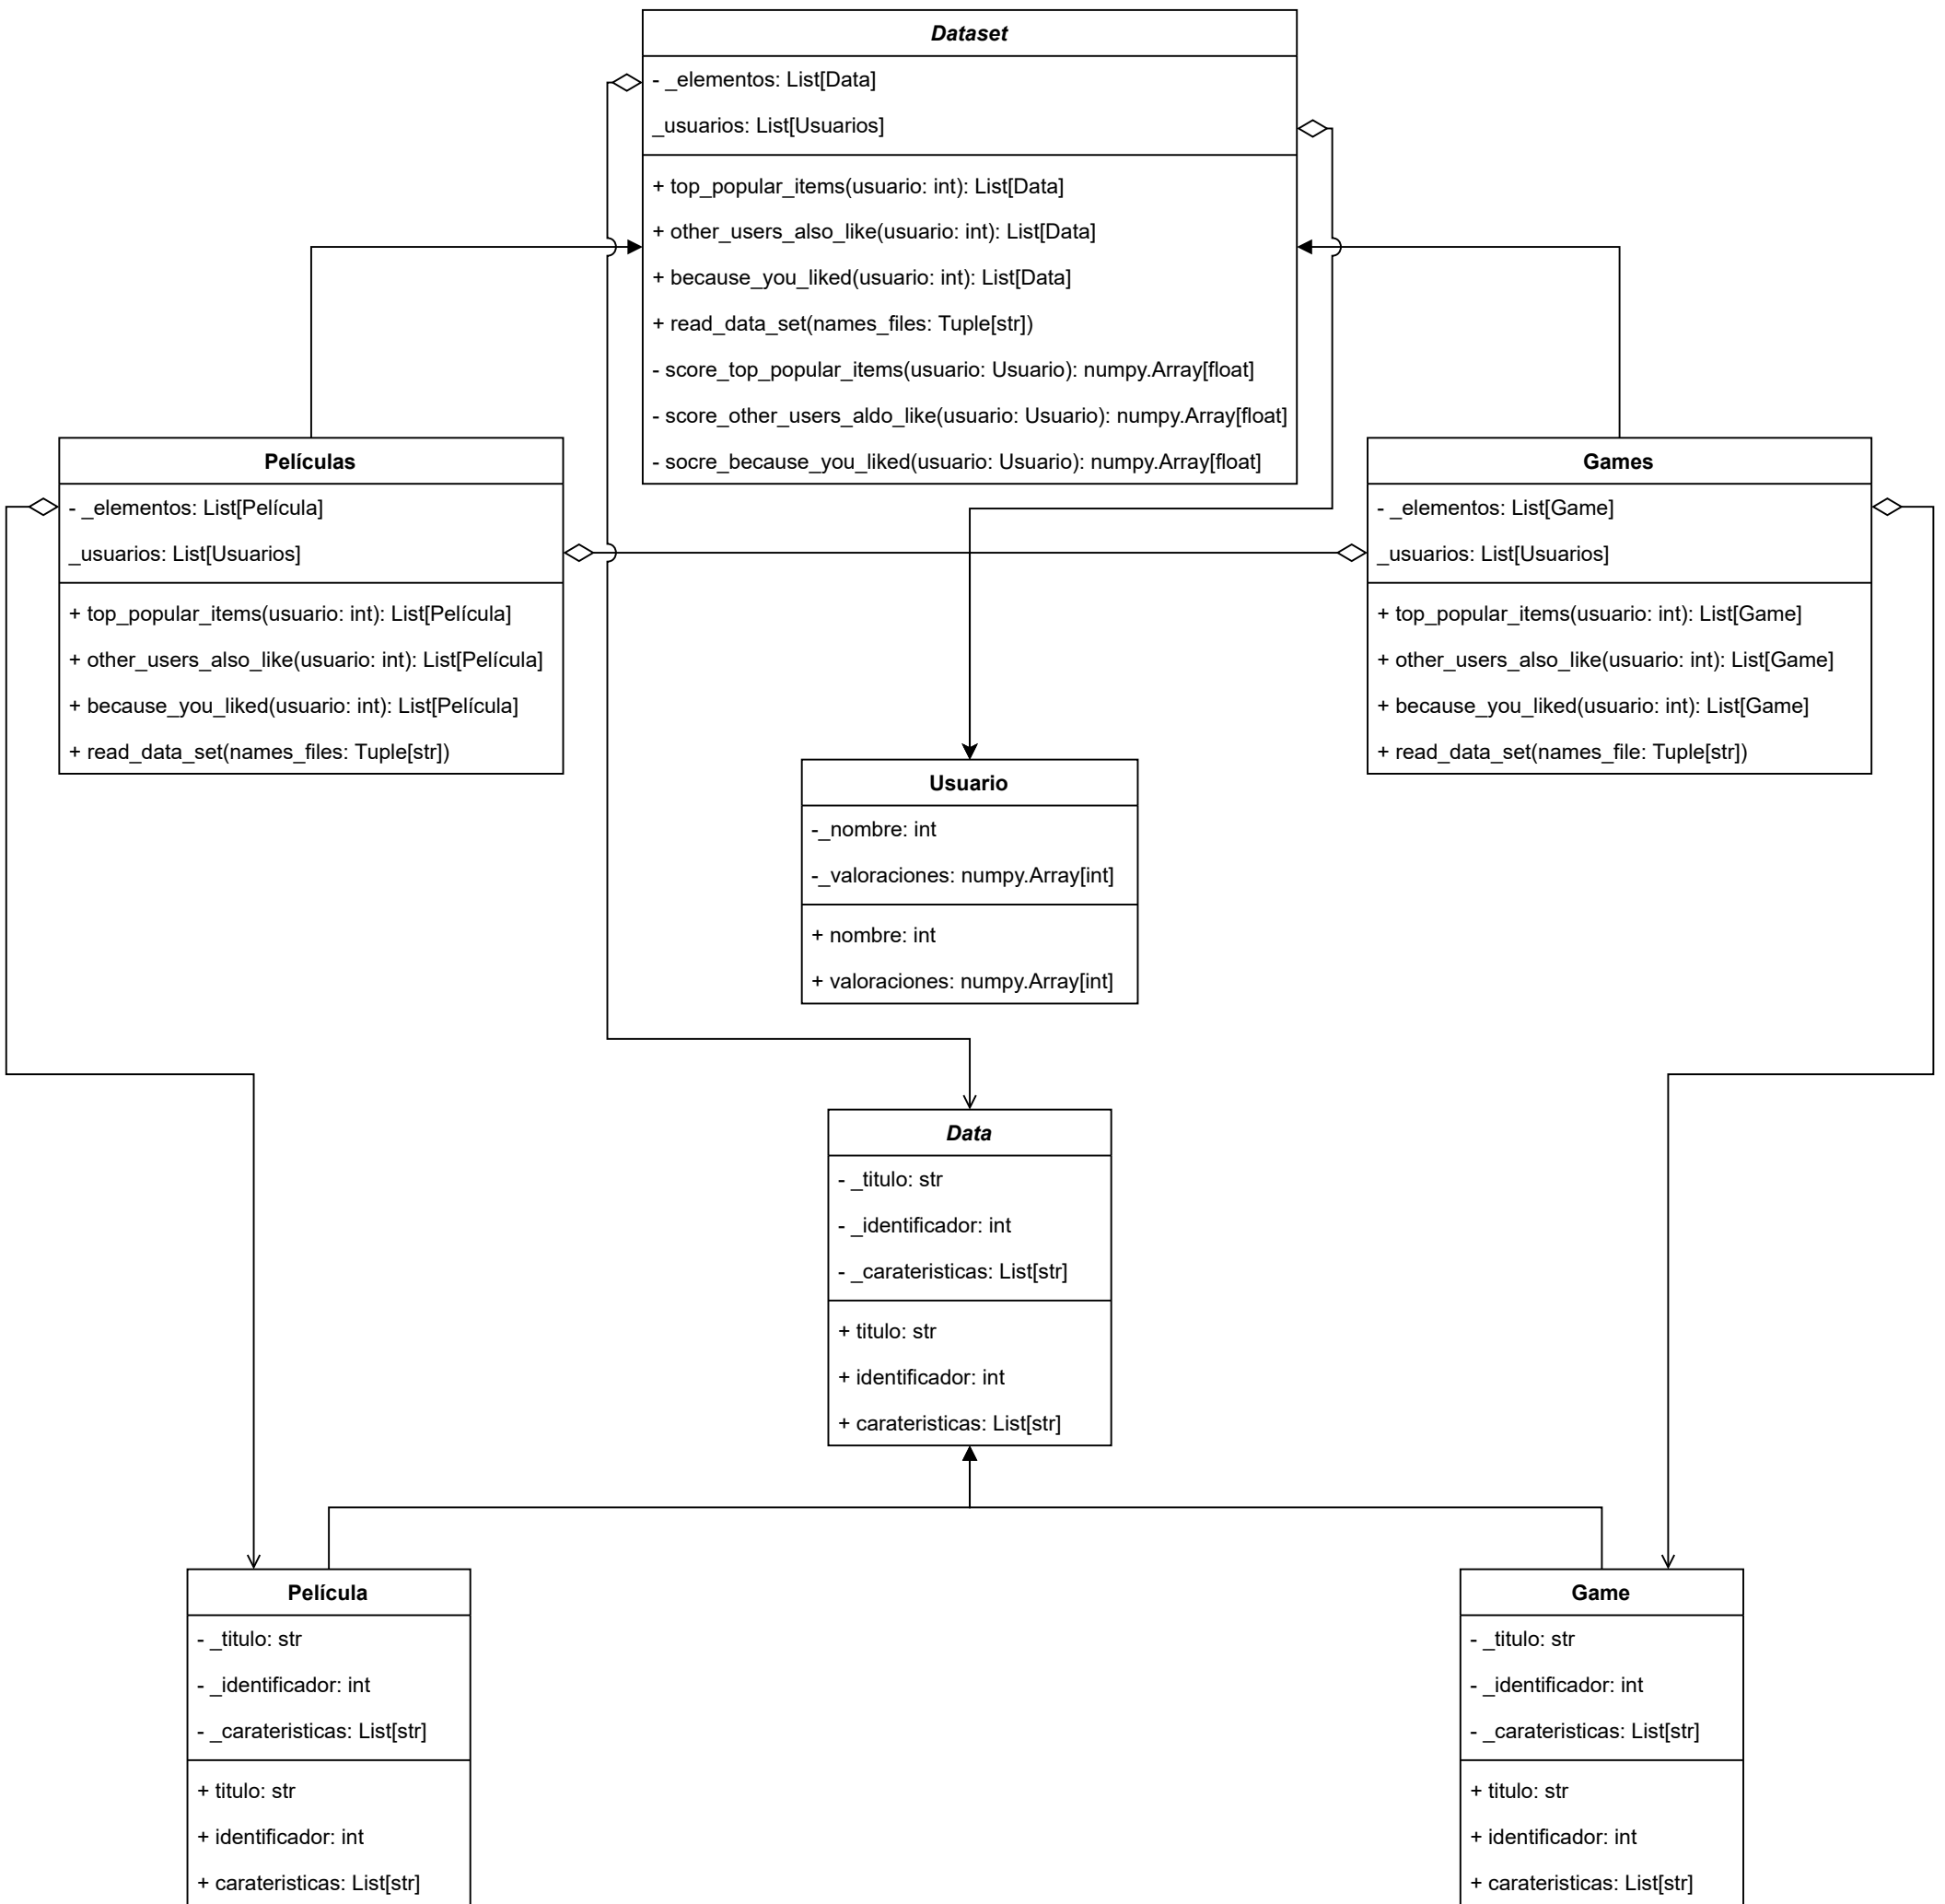 Dataset
- _elementos: List[Data]
_usuarios: List[Usuarios]
+ top_popular_items(usuario: int): List[Data]
+ other_users_also_like(usuario: int): List[Data]
+ because_you_liked(usuario: int): List[Data]
+ read_data_set(names_files: Tuple[str])
- score_top_popular_items(usuario: Usuario): numpy.Array[float]
- score_other_users_aldo_like(usuario: Usuario): numpy.Array[float]
- socre_because_you_liked(usuario: Usuario): numpy.Array[float]
Películas
- _elementos: List[Película]
_usuarios: List[Usuarios]
+ top_popular_items(usuario: int): List[Película]
+ other_users_also_like(usuario: int): List[Película]
+ because_you_liked(usuario: int): List[Película]
+ read_data_set(names_files: Tuple[str])
Games
- _elementos: List[Game]
_usuarios: List[Usuarios]
+ top_popular_items(usuario: int): List[Game]
+ other_users_also_like(usuario: int): List[Game]
+ because_you_liked(usuario: int): List[Game]
+ read_data_set(names_file: Tuple[str])
Usuario
-_nombre: int
-_valoraciones: numpy.Array[int]
+ nombre: int
+ valoraciones: numpy.Array[int]
Data
- _titulo: str
- _identificador: int
- _carateristicas: List[str]
+ titulo: str
+ identificador: int
+ carateristicas: List[str]
Película
- _titulo: str
- _identificador: int
- _carateristicas: List[str]
+ titulo: str
+ identificador: int
+ carateristicas: List[str]
Game
- _titulo: str
- _identificador: int
- _carateristicas: List[str]
+ titulo: str
+ identificador: int
+ carateristicas: List[str]